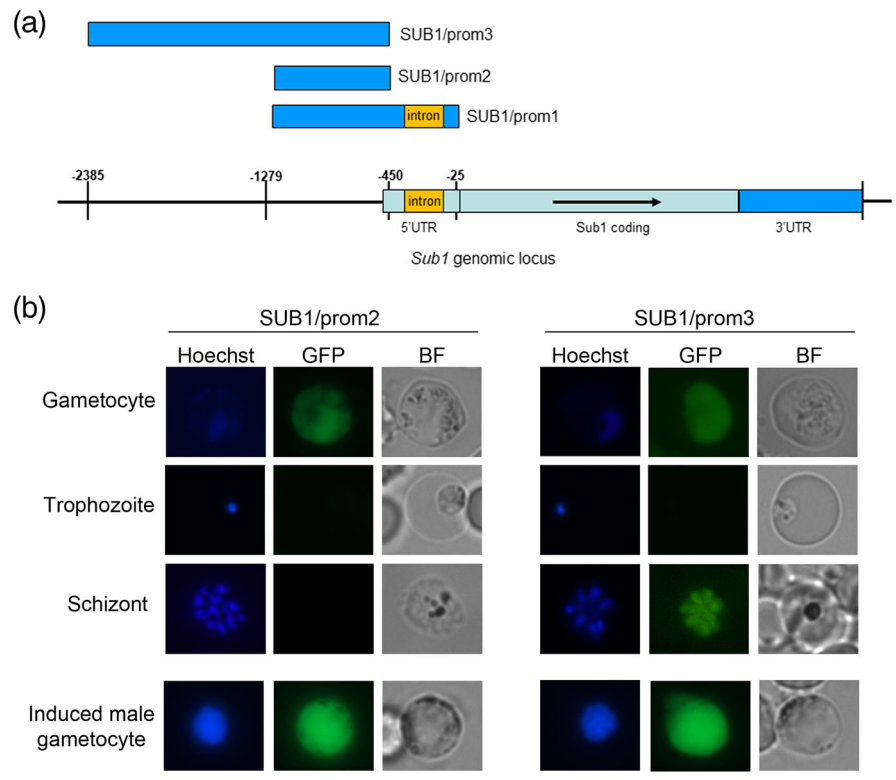 (a)
SUB1/prom3
SUB1/prom2
intron
SUB1/prom1
-2385
-1279
-450
-25
intron
5'UTR
Sub1 coding
3'UTR
Sub1 genomic locus
(b)
SUB1/prom2
SUB1/prom3
Hoechst GFP BF
Hoechst GFP BF
Gametocyte
Trophozoite
Schizont
Induced male
gametocyte